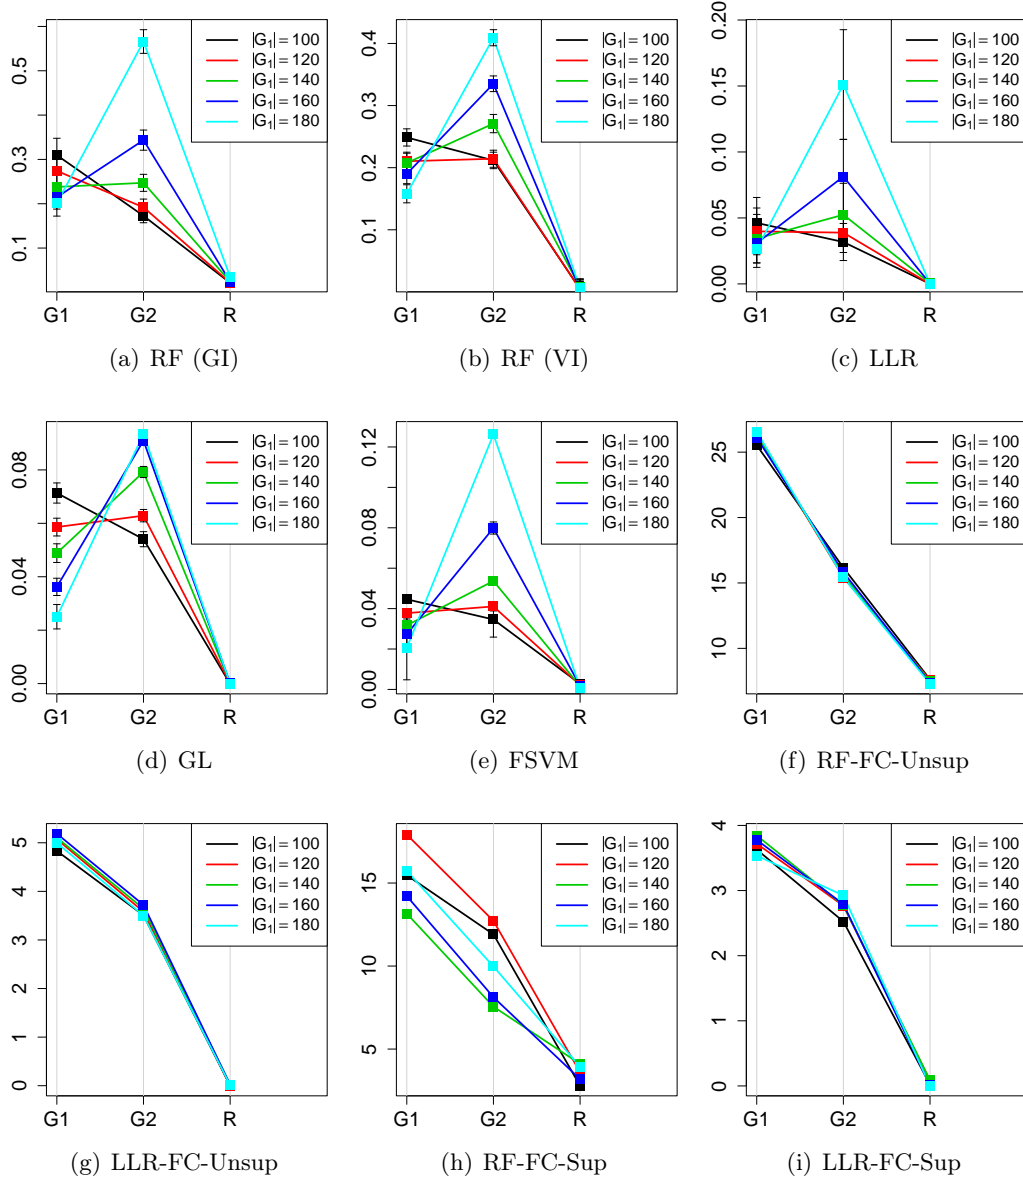 0.1 0.3 0.5
|G₁| = 100
|G₁| = 120
|G₁| = 140
|G₁| = 160
|G₁| = 180
G1 G2 R
(a) RF (GI)
0.1 0.2 0.3 0.4
|G₁| = 100
|G₁| = 120
|G₁| = 140
|G₁| = 160
|G₁| = 180
G1 G2 R
(b) RF (VI)
0.00 0.05 0.10 0.15 0.20
|G₁| = 100
|G₁| = 120
|G₁| = 140
|G₁| = 160
|G₁| = 180
G1 G2 R
(c) LLR
0.00 0.04 0.08
|G₁| = 100
|G₁| = 120
|G₁| = 140
|G₁| = 160
|G₁| = 180
G1 G2 R
(d) GL
0.00 0.04 0.08 0.12
|G₁| = 100
|G₁| = 120
|G₁| = 140
|G₁| = 160
|G₁| = 180
G1 G2 R
(e) FSVM
10 15 20 25
|G₁| = 100
|G₁| = 120
|G₁| = 140
|G₁| = 160
|G₁| = 180
G1 G2 R
(f) RF-FC-Unsup
0 1 2 3 4 5
|G₁| = 100
|G₁| = 120
|G₁| = 140
|G₁| = 160
|G₁| = 180
G1 G2 R
(g) LLR-FC-Unsup
5 10 15
|G₁| = 100
|G₁| = 120
|G₁| = 140
|G₁| = 160
|G₁| = 180
G1 G2 R
(h) RF-FC-Sup
0 1 2 3 4
|G₁| = 100
|G₁| = 120
|G₁| = 140
|G₁| = 160
|G₁| = 180
G1 G2 R
(i) LLR-FC-Sup